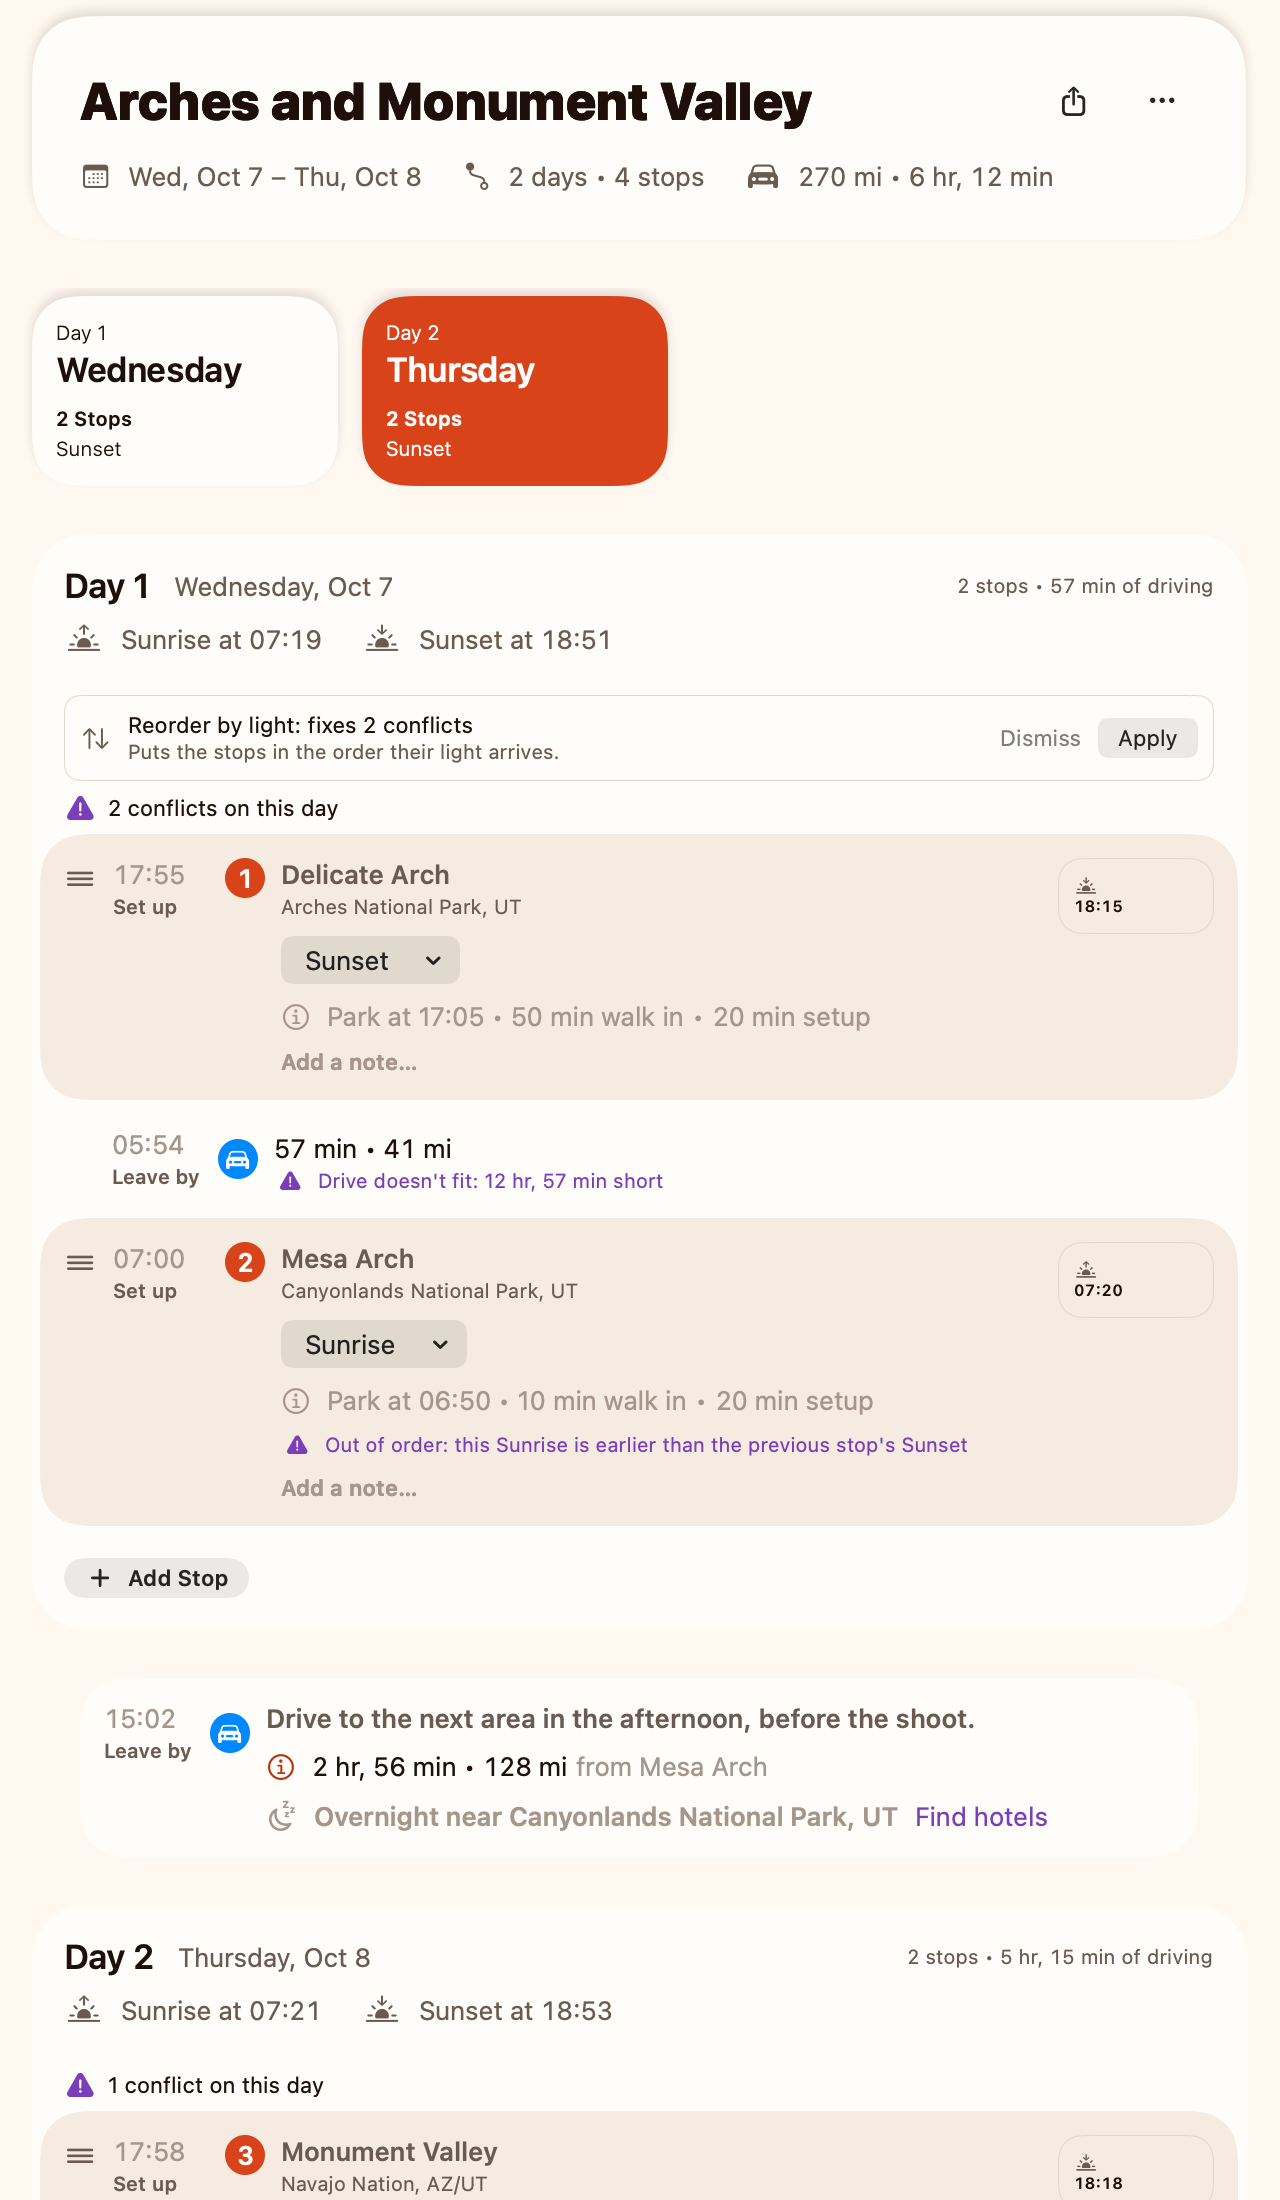 Arches and Monument Valley
Wed, Oct 7 – Thu, Oct 8
2 days • 4 stops
270 mi • 6 hr, 12 min
Day 1
Wednesday
2 Stops
Sunset
Day 2
Thursday
2 Stops
Sunset
Day 1 Wednesday, Oct 7
2 stops • 57 min of driving
Sunrise at 07:19
Sunset at 18:51
Reorder by light: fixes 2 conflicts
Puts the stops in the order their light arrives.
Dismiss
Apply
2 conflicts on this day
17:55
Set up
1
Delicate Arch
Arches National Park, UT
18:15
Sunset
Park at 17:05 • 50 min walk in • 20 min setup
Add a note...
05:54
Leave by
57 min • 41 mi
Drive doesn't fit: 12 hr, 57 min short
07:00
Set up
2
Mesa Arch
Canyonlands National Park, UT
07:20
Sunrise
Park at 06:50 • 10 min walk in • 20 min setup
Out of order: this Sunrise is earlier than the previous stop's Sunset
Add a note...
+ Add Stop
15:02
Leave by
Drive to the next area in the afternoon, before the shoot.
2 hr, 56 min • 128 mi from Mesa Arch
Overnight near Canyonlands National Park, UT Find hotels
Day 2 Thursday, Oct 8
2 stops • 5 hr, 15 min of driving
Sunrise at 07:21
Sunset at 18:53
1 conflict on this day
17:58
Set up
3
Monument Valley
Navajo Nation, AZ/UT
18:18